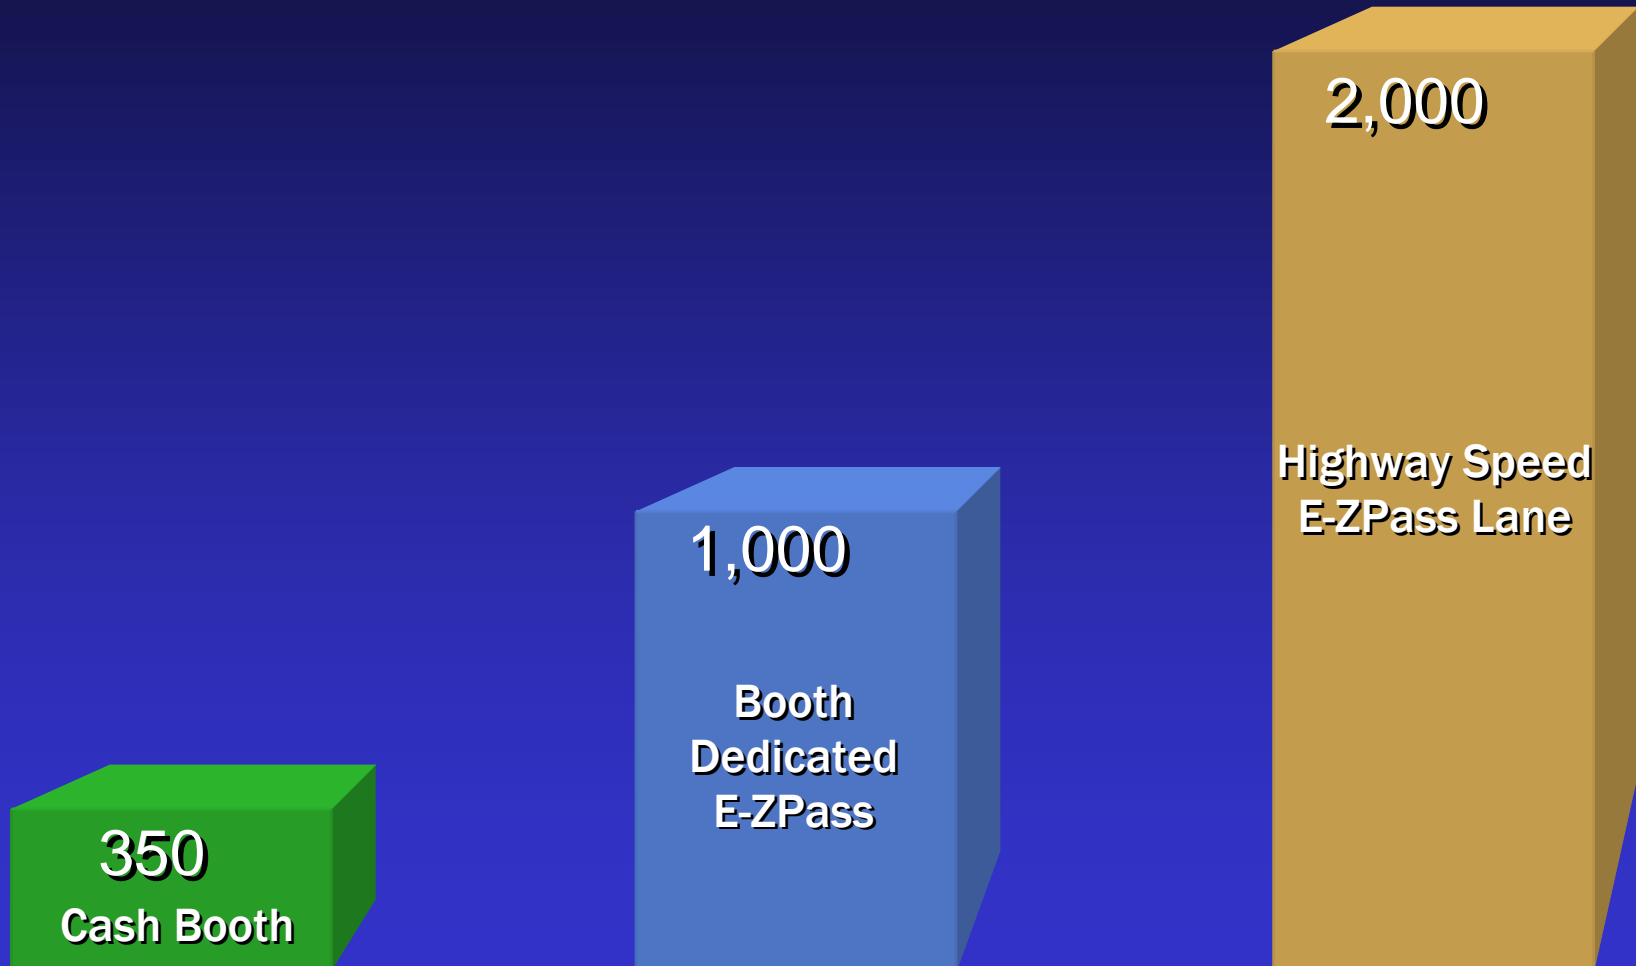 2,000
Highway Speed
E-ZPass Lane
1,000
Booth
Dedicated
E-ZPass
350
Cash Booth